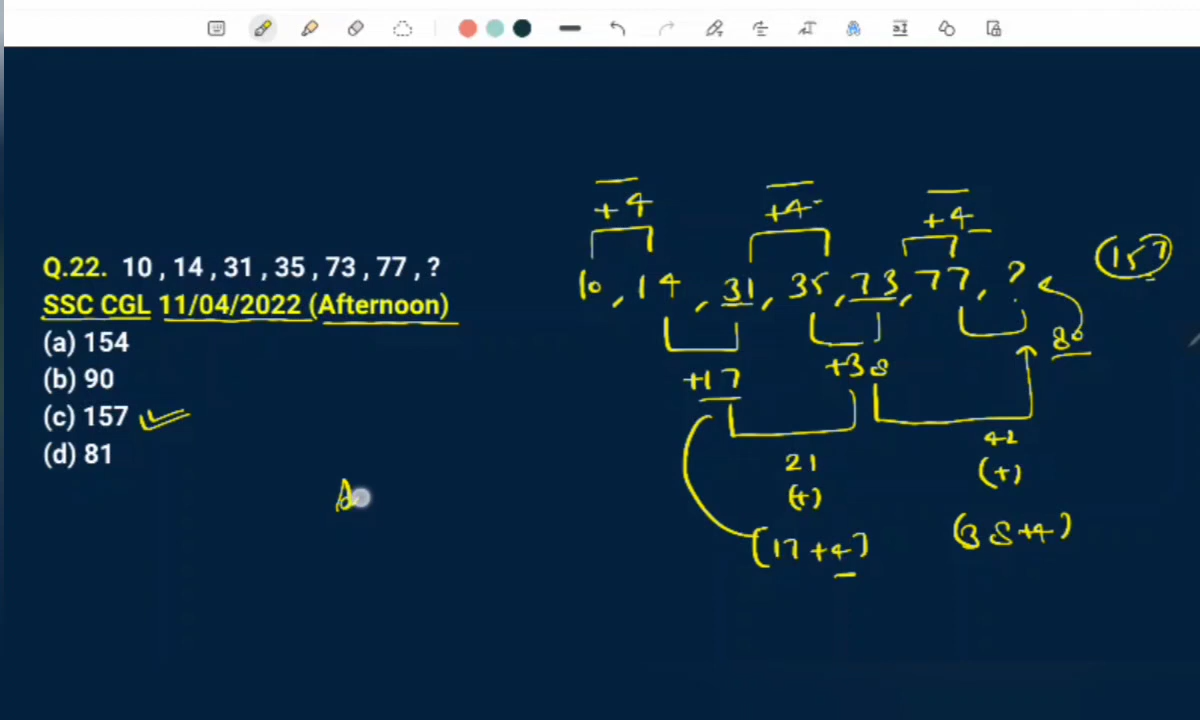 Q.22. 10 , 14 , 31 , 35 , 73 , 77 , ?
SSC CGL 11/04/2022 (Afternoon)
(a) 154
(b) 90
(c) 157
(d) 81
+4 +4 +4
10 , 14 , 31 , 35 , 73 , 77 , ?
157
80
+17 +38
21 42
(+) (+)
(17 +4) (38+4)